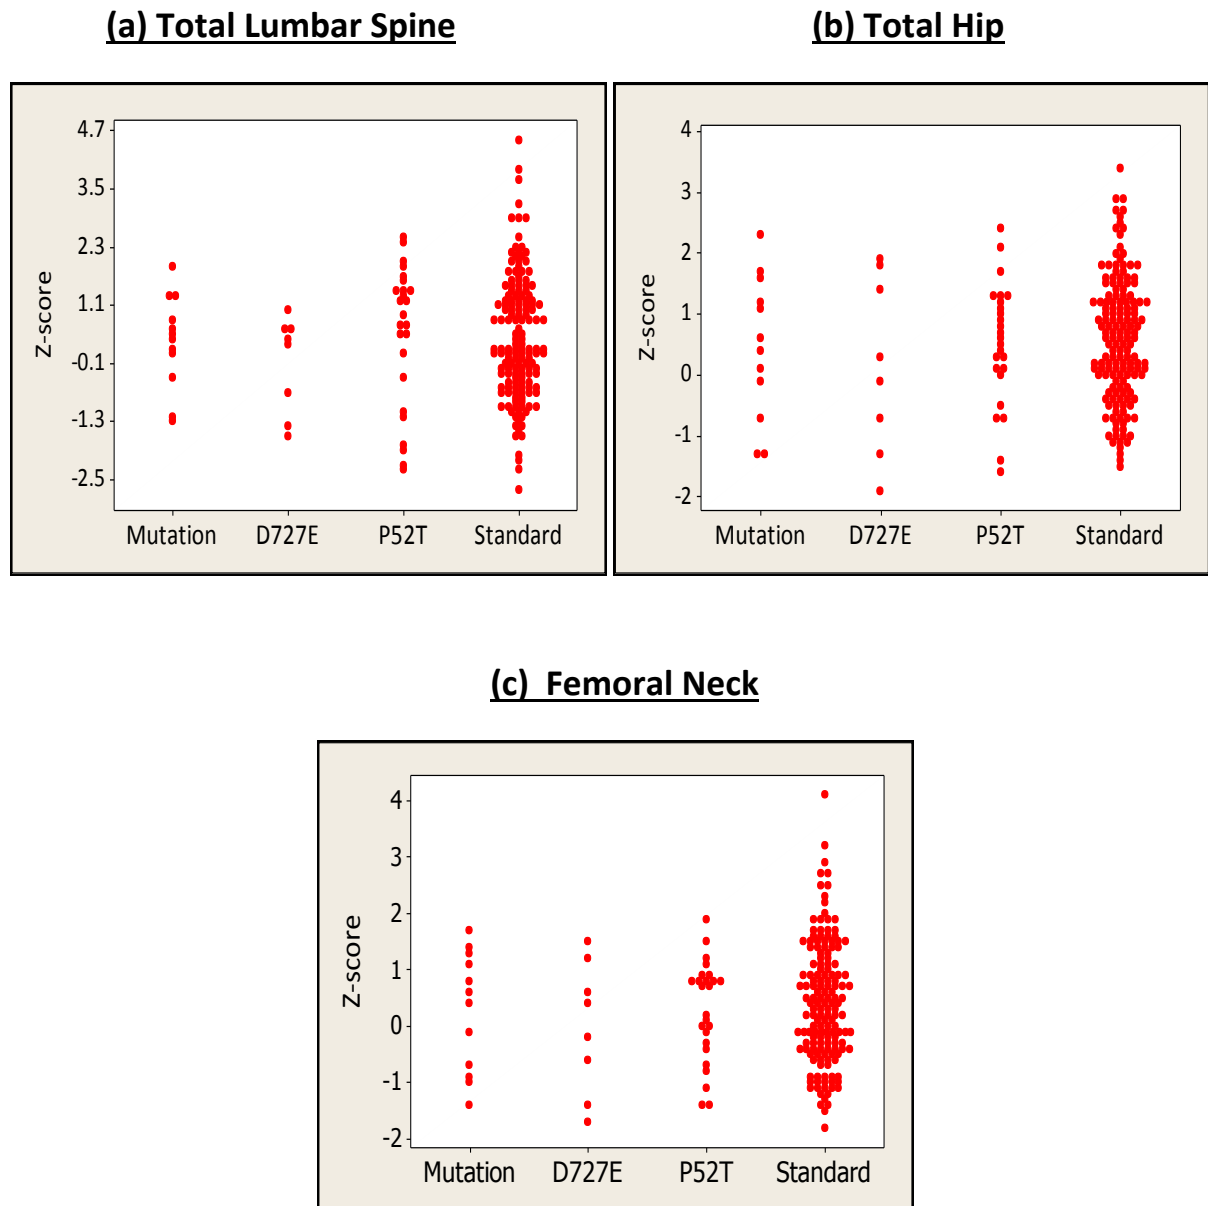 (a) Total Lumbar Spine
(b) Total Hip
Z-score
4.7
3.5
2.3
1.1
-0.1
-1.3
-2.5
Mutation D727E P52T Standard
Z-score
4
3
2
1
0
-1
-2
Mutation D727E P52T Standard
(c) Femoral Neck
Z-score
4
3
2
1
0
-1
-2
Mutation D727E P52T Standard